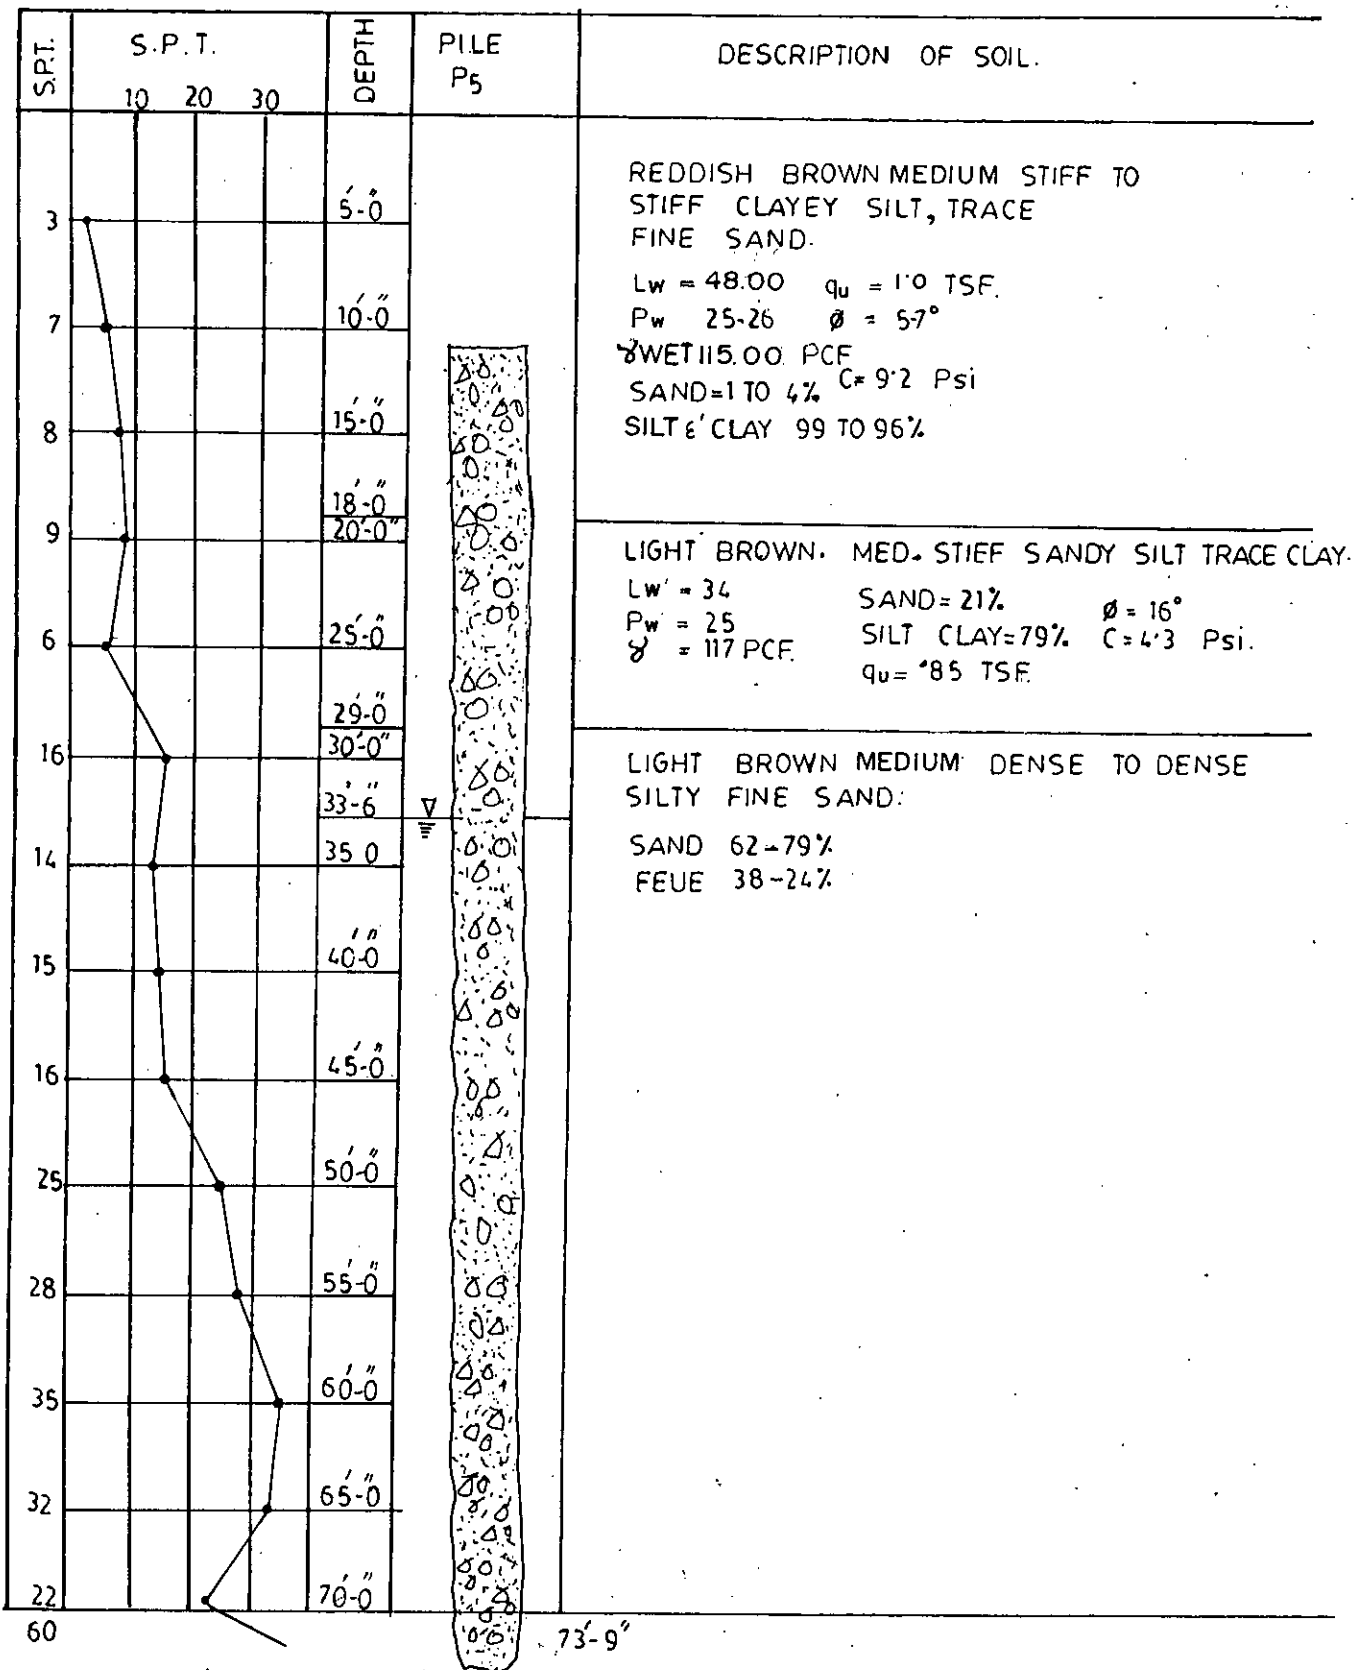 S.P.T.
S.P.T.
10 20 30
DEPTH
PILE
P5
DESCRIPTION OF SOIL.
REDDISH BROWN MEDIUM STIFF TO
STIFF CLAYEY SILT, TRACE
FINE SAND.
Lw = 48.00 qu = 1·0 TSF.
Pw 25-26 ø = 5·7°
γWET 115.00 PCF
SAND=1 TO 4% C= 9·2 Psi
SILT & CLAY 99 TO 96%
LIGHT BROWN. MED. STIFF SANDY SILT TRACE CLAY.
Lw = 34 SAND=21% ø = 16°
Pw = 25 SILT CLAY=79% C=4·3 Psi.
γ = 117 PCF. qu= ·85 TSF.
LIGHT BROWN MEDIUM DENSE TO DENSE
SILTY FINE SAND.
SAND 62-79%
FEUE 38-24%
3 5'-0"
7 10'-0"
8 15'-0"
18'-0"
9 20'-0"
6 25'-0"
29'-0"
16 30'-0"
33'-6"
14 35 0
15 40'-0"
16 45'-0"
25 50'-0"
28 55'-0"
35 60'-0"
32 65'-0"
22 70'-0"
60 73'-9"